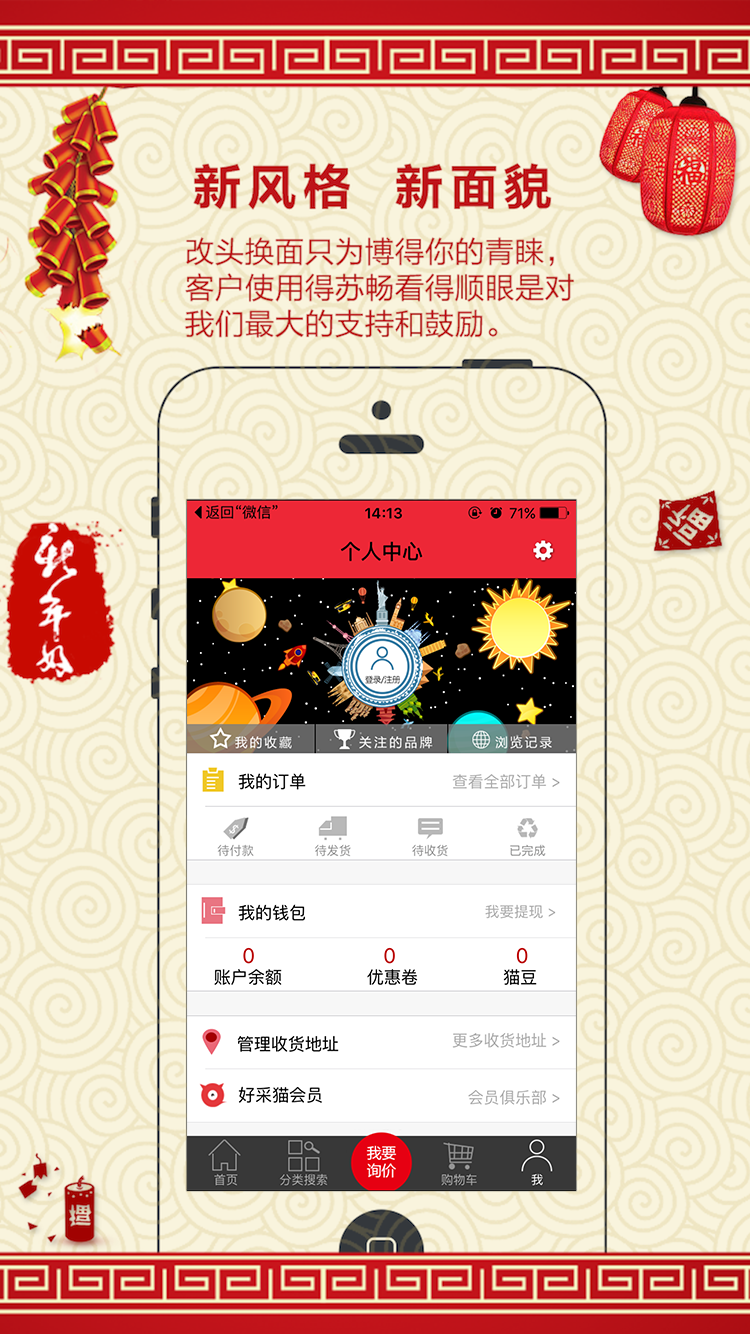 新风格 新面貌
福
改头换面只为博得你的青睐，
客户使用得苏畅看得顺眼是对
我们最大的支持和鼓励。
返回“微信”
14:13
71%
个人中心
福
新年好
登录/注册
我的收藏
关注的品牌
浏览记录
我的订单
查看全部订单 >
待付款
待发货
待收货
已完成
我的钱包
我要提现 >
0
0
0
账户余额
优惠卷
猫豆
管理收货地址
更多收货地址 >
好采猫会员
会员俱乐部 >
我要
询价
首页
分类搜索
购物车
我